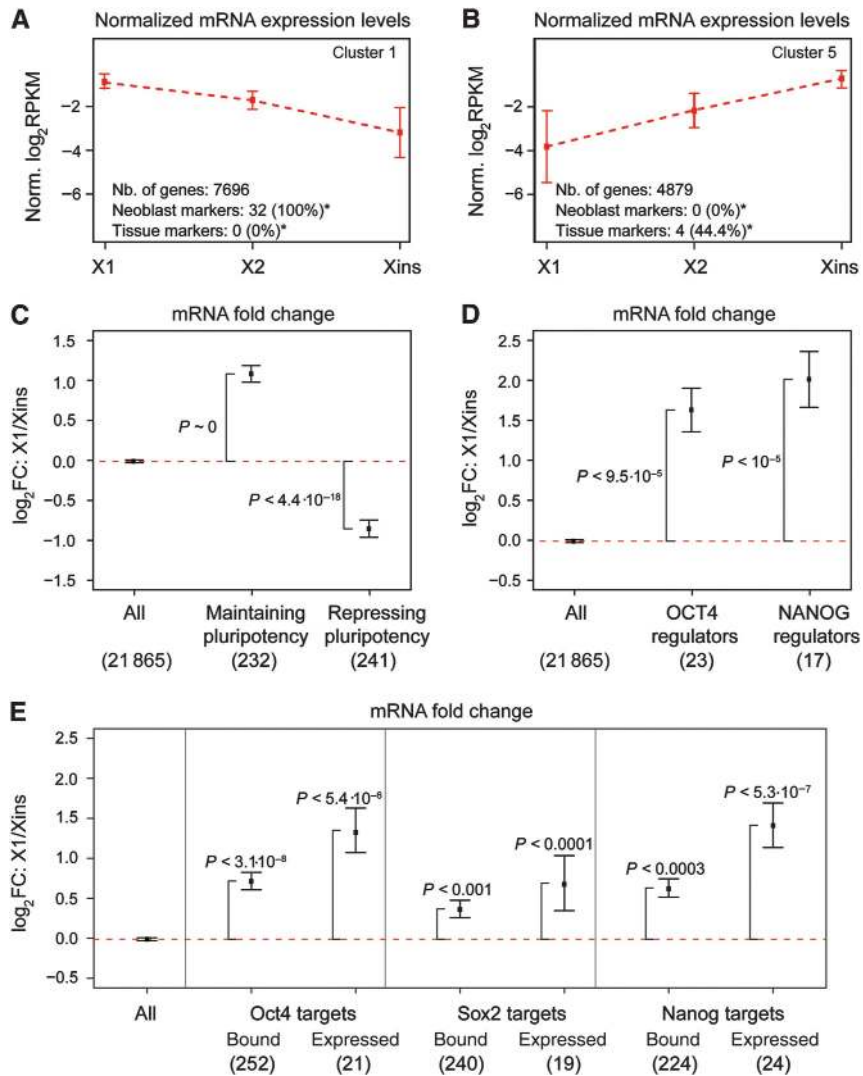 A Normalized mRNA expression levels
Cluster 1
Norm. log2RPKM
−2
−4
−6
Nb. of genes: 7696
Neoblast markers: 32 (100%)*
Tissue markers: 0 (0%)*
X1 X2 Xins
B Normalized mRNA expression levels
Cluster 5
Norm. log2RPKM
−2
−4
−6
Nb. of genes: 4879
Neoblast markers: 0 (0%)*
Tissue markers: 4 (44.4%)*
X1 X2 Xins
C mRNA fold change
log2FC: X1/Xins
1.5
1.0
0.5
0.0
−0.5
−1.0
−1.5
P ~ 0
P < 4.4·10−18
All Maintaining Repressing
pluripotency pluripotency
(21 865) (232) (241)
D mRNA fold change
log2FC: X1/Xins
2.5
2.0
1.5
1.0
0.5
0.0
−0.5
P < 9.5·10−5
P < 10−5
All OCT4 NANOG
regulators regulators
(21 865) (23) (17)
E mRNA fold change
log2FC: X1/Xins
2.5
2.0
1.5
1.0
0.5
0.0
−0.5
P < 3.1·10−8
P < 5.4·10−6
P < 0.001
P < 0.0001
P < 0.0003
P < 5.3·10−7
All Oct4 targets Sox2 targets Nanog targets
Bound Expressed Bound Expressed Bound Expressed
(252) (21) (240) (19) (224) (24)